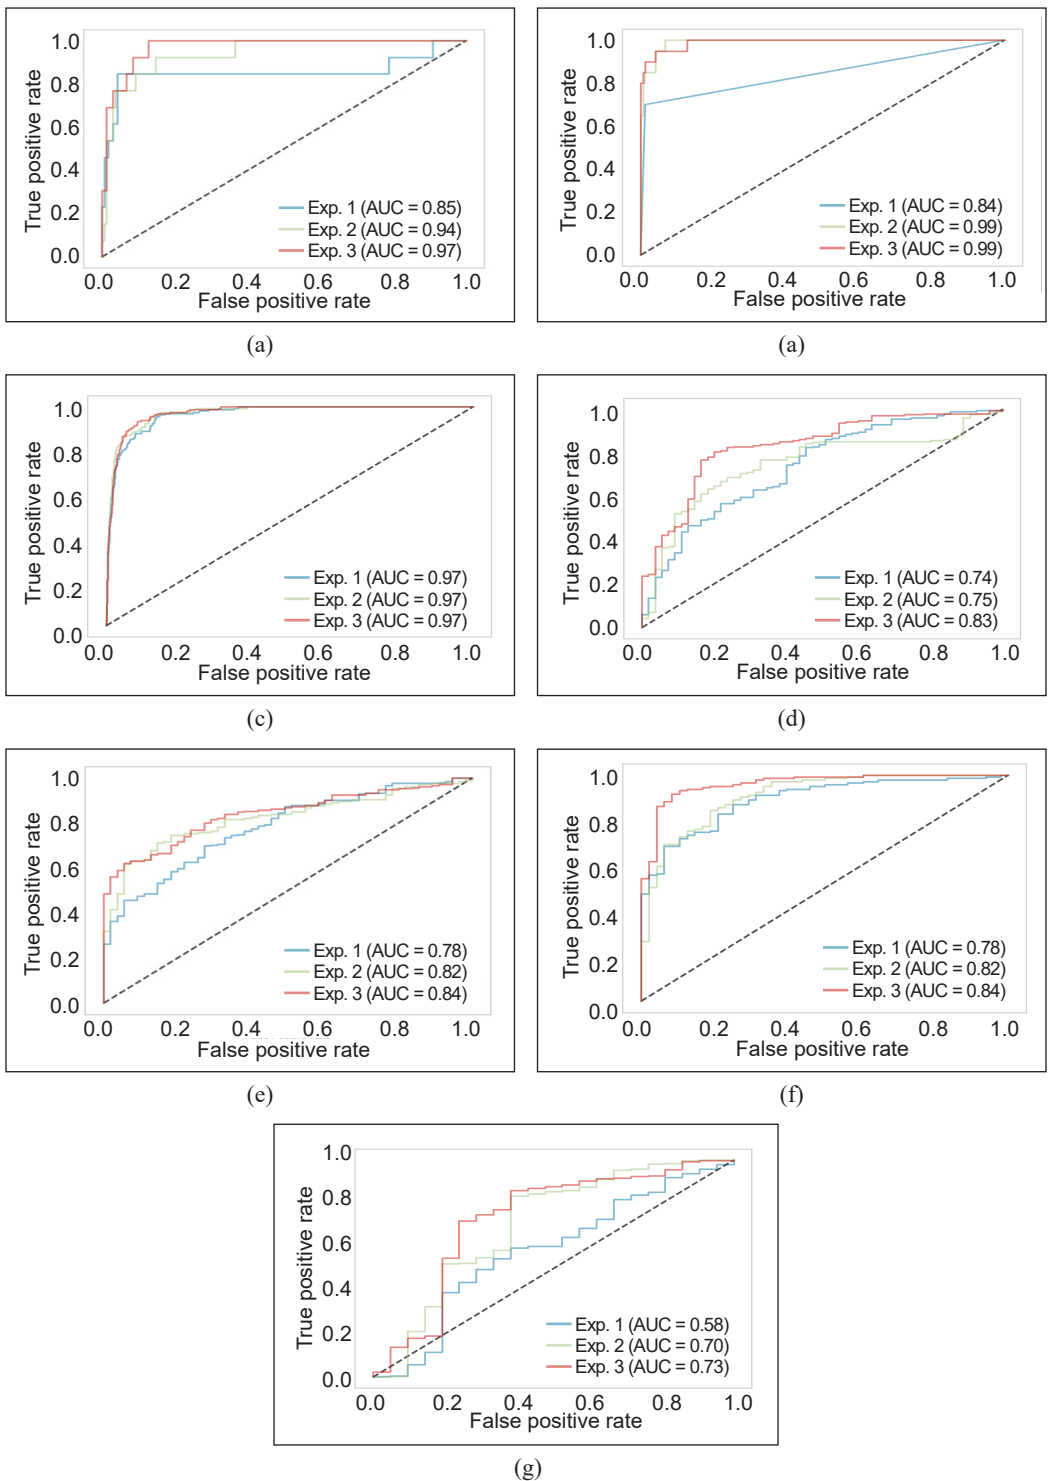 True positive rate
1.0
0.8
0.6
0.4
0.2
0.0
Exp. 1 (AUC = 0.85)
Exp. 2 (AUC = 0.94)
Exp. 3 (AUC = 0.97)
0.0 0.2 0.4 0.6 0.8 1.0
False positive rate
(a)
True positive rate
1.0
0.8
0.6
0.4
0.2
0.0
Exp. 1 (AUC = 0.84)
Exp. 2 (AUC = 0.99)
Exp. 3 (AUC = 0.99)
0.0 0.2 0.4 0.6 0.8 1.0
False positive rate
(a)
True positive rate
1.0
0.8
0.6
0.4
0.2
0.0
Exp. 1 (AUC = 0.97)
Exp. 2 (AUC = 0.97)
Exp. 3 (AUC = 0.97)
0.0 0.2 0.4 0.6 0.8 1.0
False positive rate
(c)
True positive rate
1.0
0.8
0.6
0.4
0.2
0.0
Exp. 1 (AUC = 0.74)
Exp. 2 (AUC = 0.75)
Exp. 3 (AUC = 0.83)
0.0 0.2 0.4 0.6 0.8 1.0
False positive rate
(d)
True positive rate
1.0
0.8
0.6
0.4
0.2
0.0
Exp. 1 (AUC = 0.78)
Exp. 2 (AUC = 0.82)
Exp. 3 (AUC = 0.84)
0.0 0.2 0.4 0.6 0.8 1.0
False positive rate
(e)
True positive rate
1.0
0.8
0.6
0.4
0.2
0.0
Exp. 1 (AUC = 0.78)
Exp. 2 (AUC = 0.82)
Exp. 3 (AUC = 0.84)
0.0 0.2 0.4 0.6 0.8 1.0
False positive rate
(f)
True positive rate
1.0
0.8
0.6
0.4
0.2
0.0
Exp. 1 (AUC = 0.58)
Exp. 2 (AUC = 0.70)
Exp. 3 (AUC = 0.73)
0.0 0.2 0.4 0.6 0.8 1.0
False positive rate
(g)